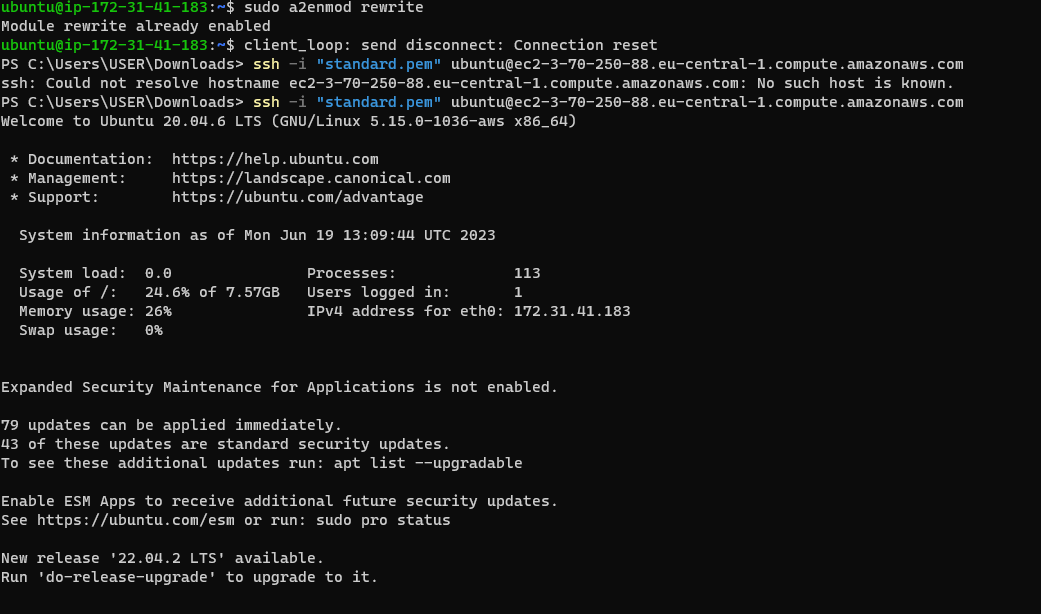 ubuntu@ip-172-31-41-183:~$ sudo a2enmod rewrite
Module rewrite already enabled
ubuntu@ip-172-31-41-183:~$ client_loop: send disconnect: Connection reset
PS C:\Users\USER\Downloads> ssh -i "standard.pem" ubuntu@ec2-3-70-250-88.eu-central-1.compute.amazonaws.com
ssh: Could not resolve hostname ec2-3-70-250-88.eu-central-1.compute.amazonaws.com: No such host is known.
PS C:\Users\USER\Downloads> ssh -i "standard.pem" ubuntu@ec2-3-70-250-88.eu-central-1.compute.amazonaws.com
Welcome to Ubuntu 20.04.6 LTS (GNU/Linux 5.15.0-1036-aws x86_64)

 * Documentation:  https://help.ubuntu.com
 * Management:     https://landscape.canonical.com
 * Support:        https://ubuntu.com/advantage

  System information as of Mon Jun 19 13:09:44 UTC 2023

  System load:  0.0               Processes:             113
  Usage of /:   24.6% of 7.57GB   Users logged in:       1
  Memory usage: 26%               IPv4 address for eth0: 172.31.41.183
  Swap usage:   0%

Expanded Security Maintenance for Applications is not enabled.

79 updates can be applied immediately.
43 of these updates are standard security updates.
To see these additional updates run: apt list --upgradable

Enable ESM Apps to receive additional future security updates.
See https://ubuntu.com/esm or run: sudo pro status

New release '22.04.2 LTS' available.
Run 'do-release-upgrade' to upgrade to it.